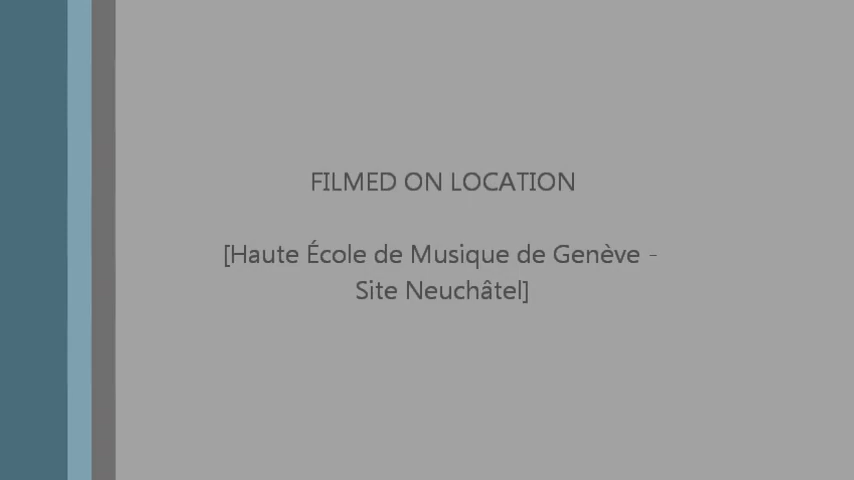 FILMED ON LOCATION
[Haute École de Musique de Genève -
Site Neuchâtel]